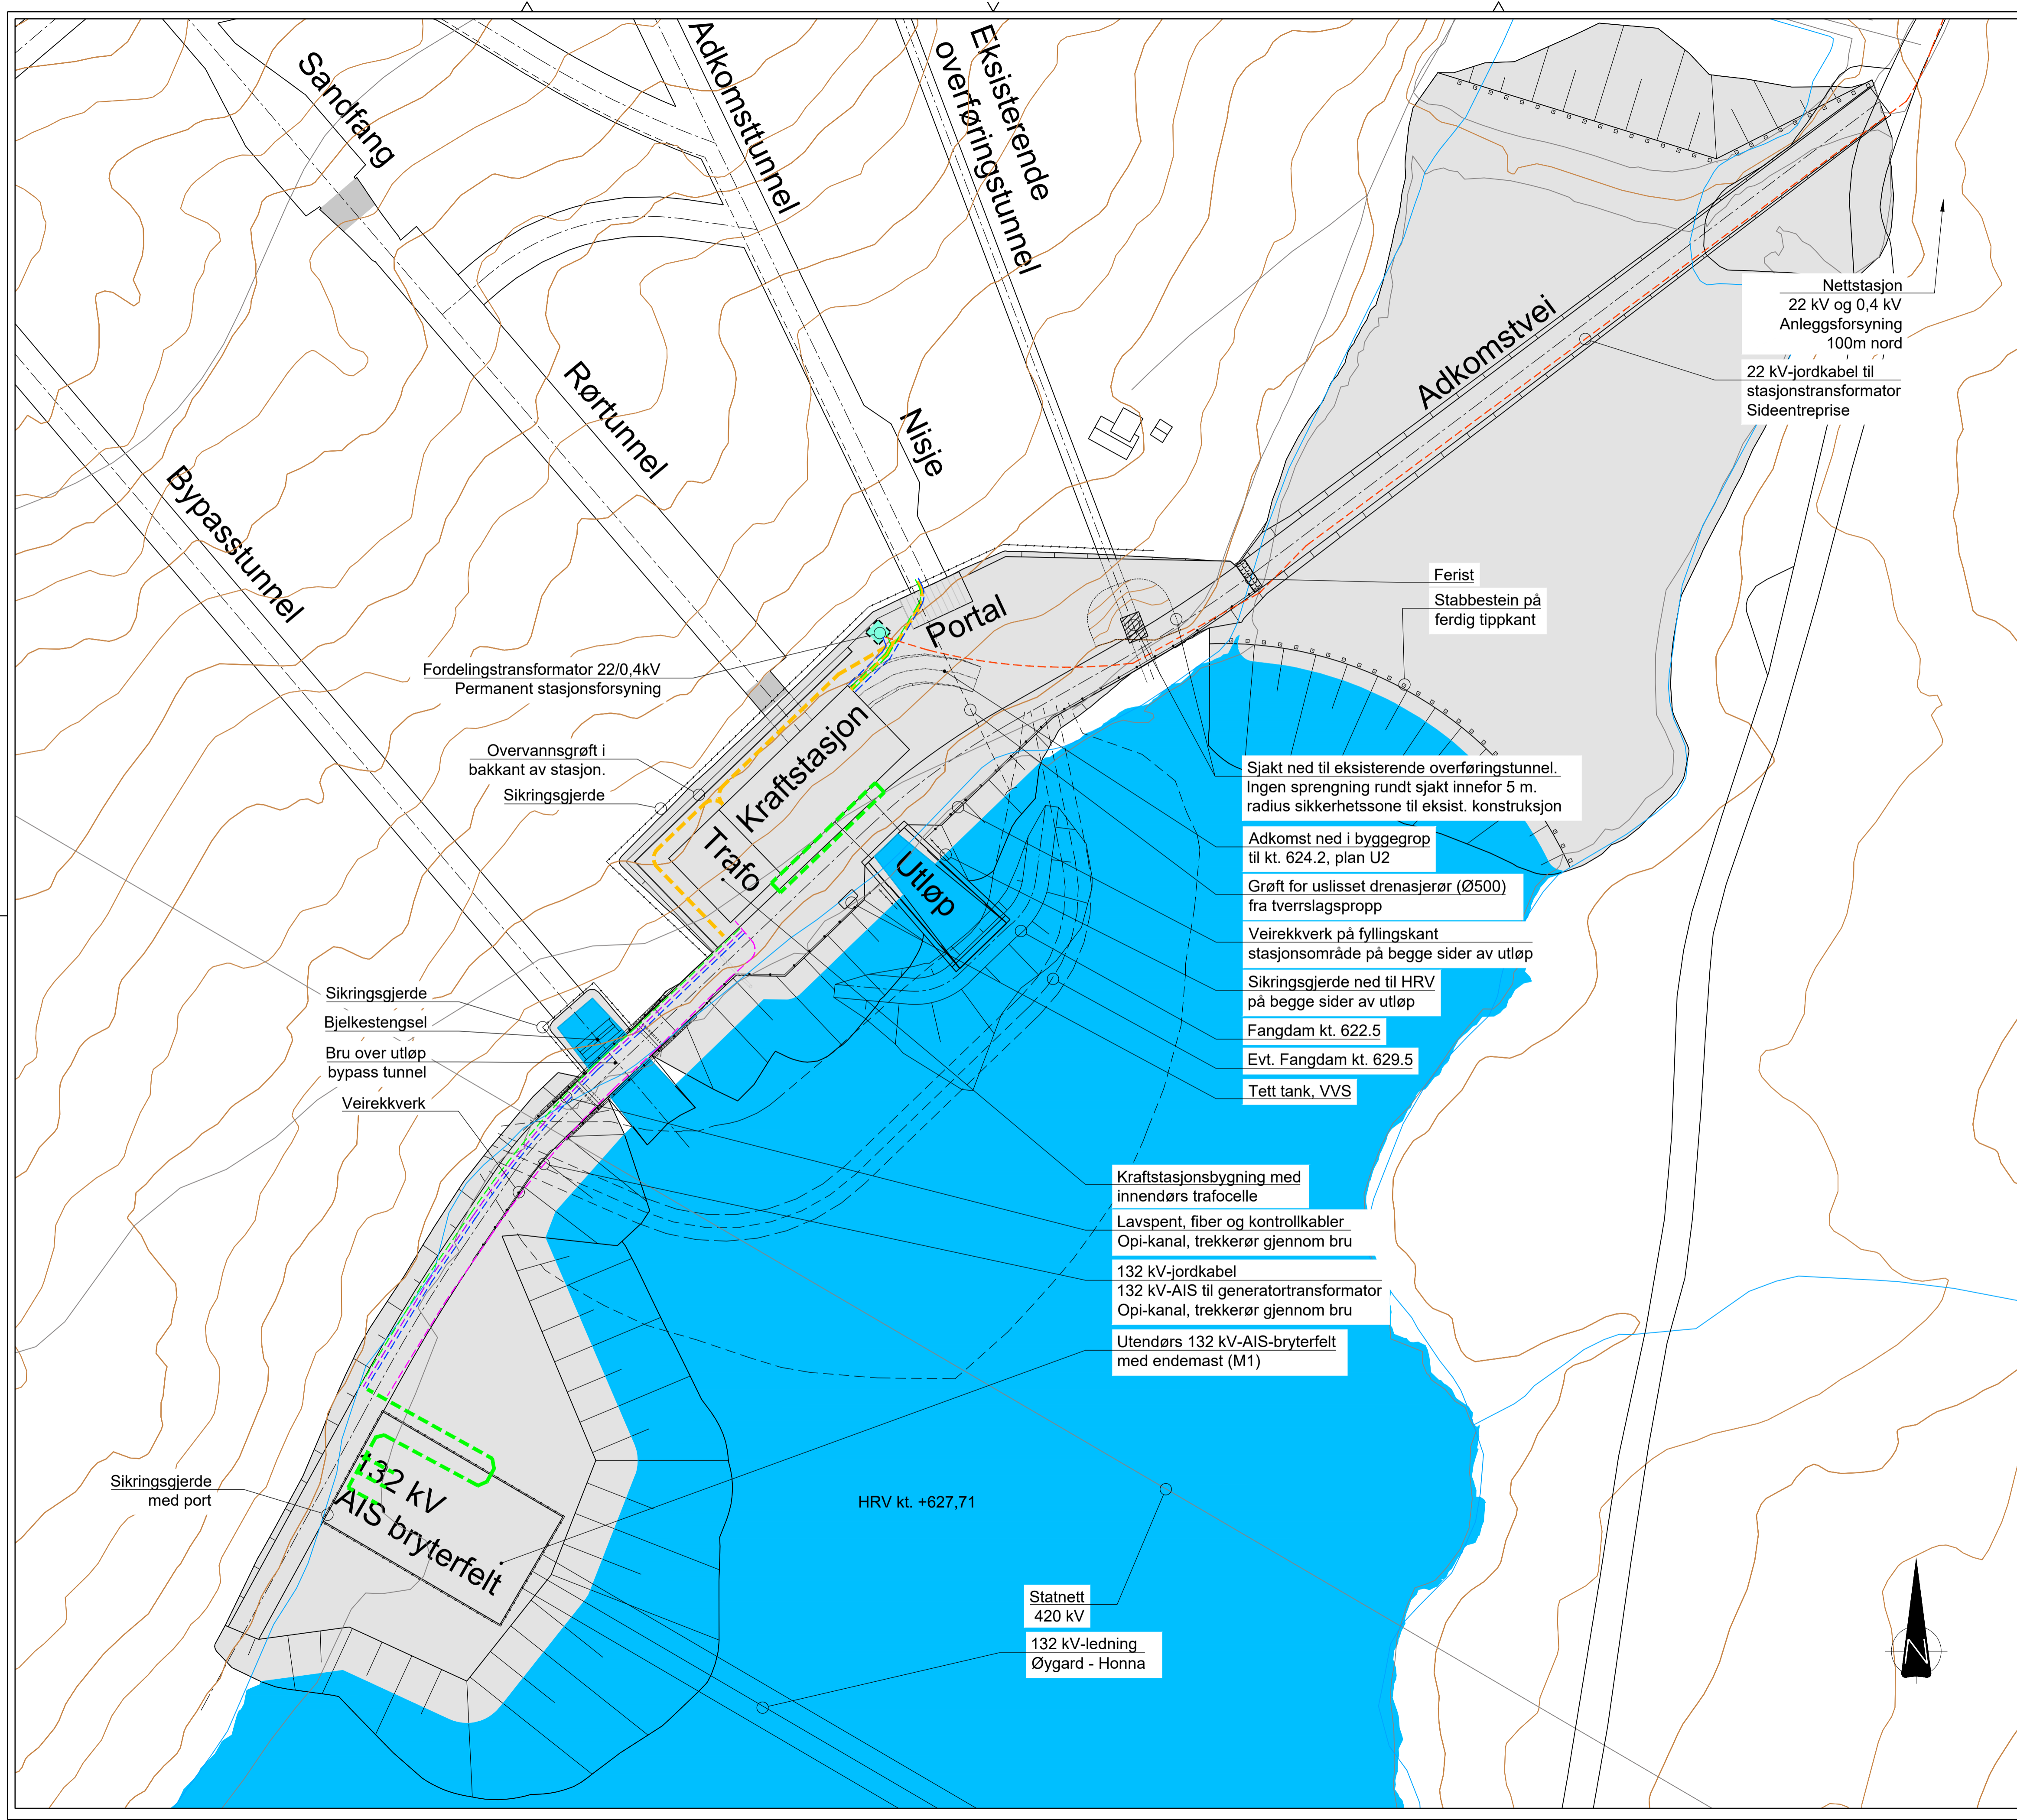 Sandfang
Adkomsttunnel
Eksisterende
overføringstunnel
Rørtunnel
Bypasstunnel
Nisje
Adkomstvei
Nettstasjon
22 kV og 0,4 kV
Anleggsforsyning
100m nord
22 kV-jordkabel til
stasjonstransformator
Sideentreprise
Ferist
Stabbestein på
ferdig tippkant
Portal
Fordelingstransformator 22/0,4kV
Permanent stasjonsforsyning
Overvannsgrøft i
bakkant av stasjon.
Sikringsgjerde
Kraftstasjon
Trafo
Utløp
Sjakt ned til eksisterende overføringstunnel.
Ingen sprengning rundt sjakt innefor 5 m.
radius sikkerhetssone til eksist. konstruksjon
Adkomst ned i byggegrop
til kt. 624.2, plan U2
Grøft for uslisset drenasjerør (Ø500)
fra tverrslagspropp
Veirekkverk på fyllingskant
stasjonsområde på begge sider av utløp
Sikringsgjerde ned til HRV
på begge sider av utløp
Fangdam kt. 622.5
Evt. Fangdam kt. 629.5
Tett tank, VVS
Sikringsgjerde
Bjelkestengsel
Bru over utløp
bypass tunnel
Veirekkverk
Kraftstasjonsbygning med
innendørs trafocelle
Lavspent, fiber og kontrollkabler
Opi-kanal, trekkerør gjennom bru
132 kV-jordkabel
132 kV-AIS til generatortransformator
Opi-kanal, trekkerør gjennom bru
Utendørs 132 kV-AIS-bryterfelt
med endemast (M1)
Sikringsgjerde
med port
132 kV
AIS bryterfelt
HRV kt. +627,71
Statnett
420 kV
132 kV-ledning
Øygard - Honna
N